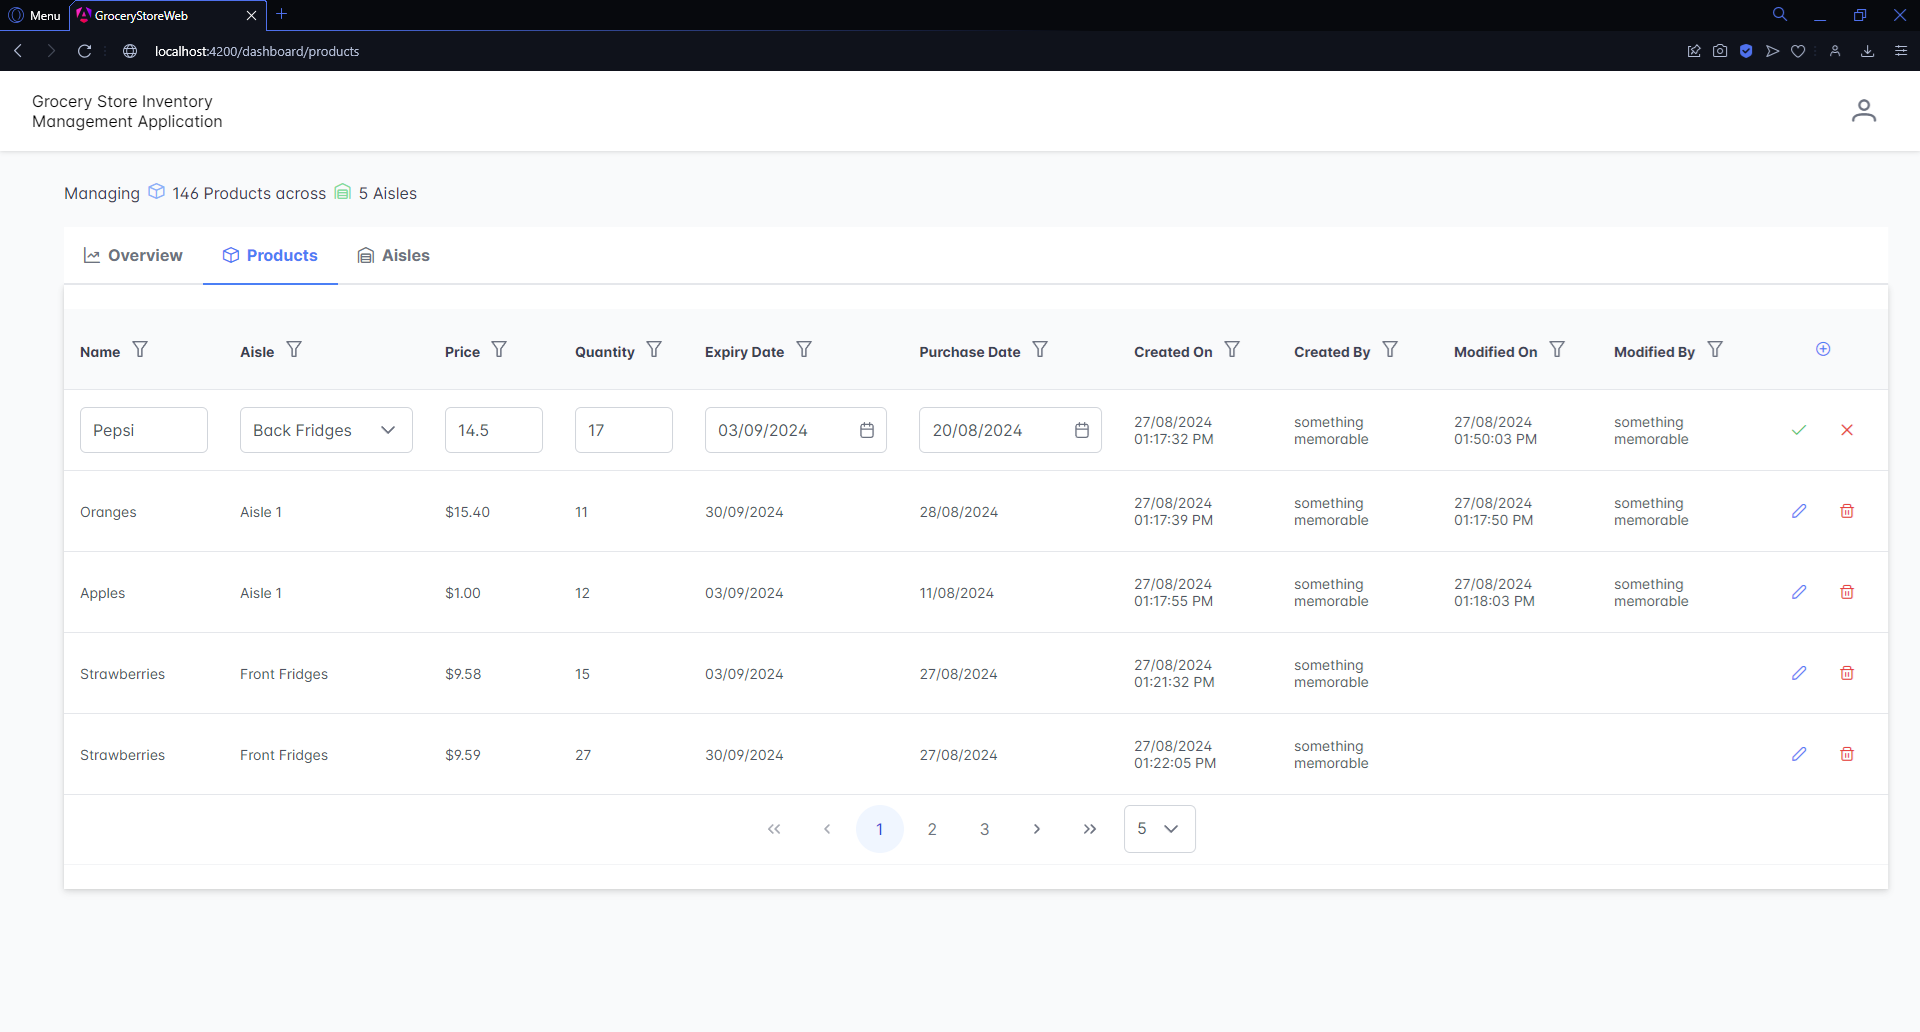 Menu
GroceryStoreWeb
localhost:4200/dashboard/products
Grocery Store Inventory
Management Application
Managing 146 Products across 5 Aisles
Overview Products Aisles
Name Aisle Price Quantity Expiry Date Purchase Date Created On Created By Modified On Modified By
Pepsi Back Fridges 14.5 17 03/09/2024 20/08/2024 27/08/2024 something 27/08/2024 something
01:17:32 PM memorable 01:50:03 PM memorable
Oranges Aisle 1 $15.40 11 30/09/2024 28/08/2024 27/08/2024 something 27/08/2024 something
01:17:39 PM memorable 01:17:50 PM memorable
Apples Aisle 1 $1.00 12 03/09/2024 11/08/2024 27/08/2024 something 27/08/2024 something
01:17:55 PM memorable 01:18:03 PM memorable
Strawberries Front Fridges $9.58 15 03/09/2024 27/08/2024 27/08/2024 something
01:21:32 PM memorable
Strawberries Front Fridges $9.59 27 30/09/2024 27/08/2024 27/08/2024 something
01:22:05 PM memorable
1 2 3 5